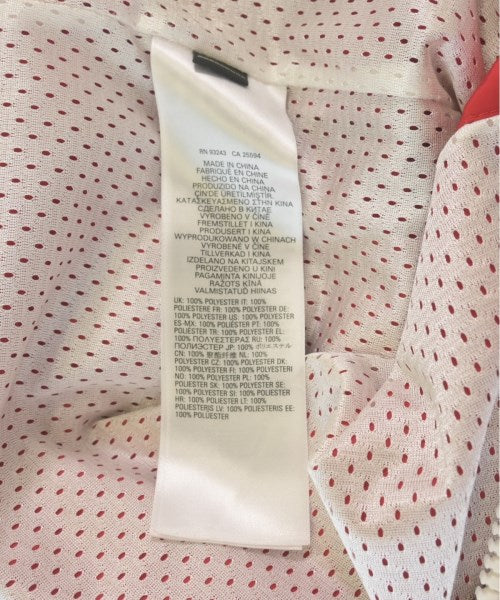 RN 93243 CA 25594
MADE IN CHINA
FABRIQUÉ EN CHINE
HECHO EN CHINA
PRODUZIDO NA CHINA
ÇİN'DE ÜRETİLMİŞTİR.
ΚΑΤΑΣΚΕΥΑΣΜΕΝΟ ΣΤΗΝ ΚΙΝΑ
СДЕЛАНО В КИТАЕ
VYROBENO V ČÍNĚ
FREMSTILLET I KINA
PRODUSERT I KINA
WYPRODUKOWANO W CHINACH
VYROBENÉ V ČÍNE
TILLVERKAD I KINA
IZDELANO NA KITAJSKEM
PROIZVEDENO U KINI
PAGAMINTA KINIJOJE
RAŽOTS ĶĪNĀ
VALMISTATUD HIINAS
UK: 100% POLYESTER IT: 100%
POLIESTERE FR: 100% POLYESTER DE:
100% POLYESTER US: 100% POLYESTER
ES-MX: 100% POLIÉSTER PT: 100%
POLIÉSTER TR: 100% POLYESTER EL:
100% ΠΟΛΥΕΣΤΕΡΑΣ RU: 100%
ПОЛИЭСТЕР JP: 100% ポリエステル
CN: 100% 聚酯纤维 NL: 100%
POLYESTER CZ: 100% POLYESTER DK:
100% POLYESTER FI: 100% POLYESTERI
NO: 100% POLYESTER PL: 100%
POLIESTER SK: 100% POLYESTER SE:
100% POLYESTER SI: 100% POLIESTER
HR: 100% POLIESTER LT: 100%
POLIESTERIS LV: 100% POLIESTERIS EE:
100% POLÜESTER